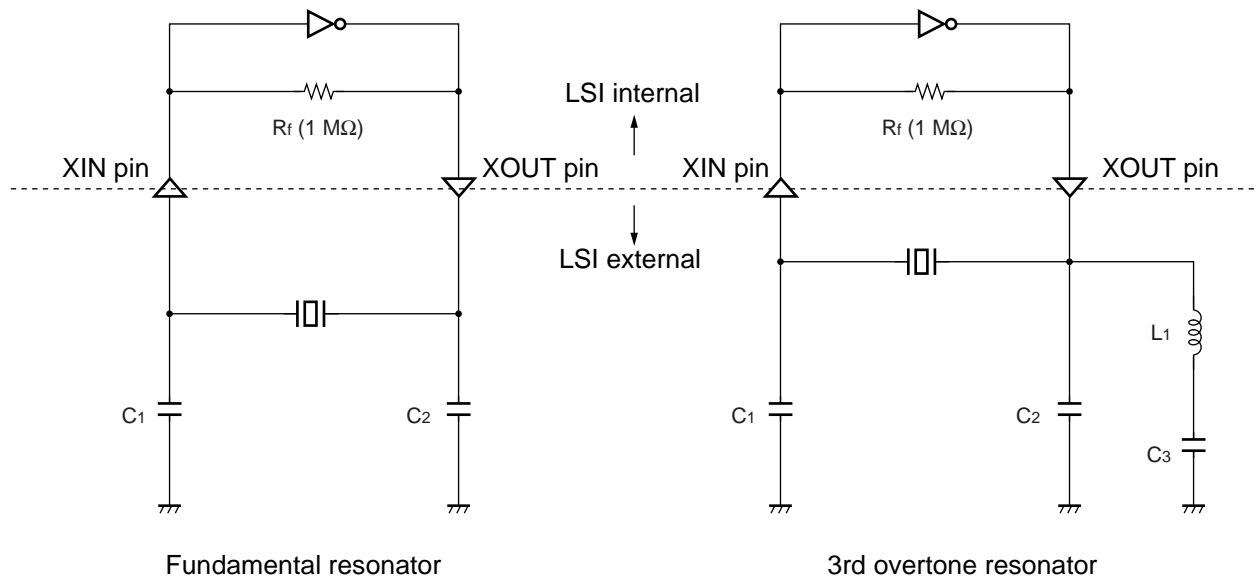 Rf (1 MΩ)
LSI internal
Rf (1 MΩ)
XIN pin
XOUT pin
XIN pin
XOUT pin
LSI external
L1
C1
C2
C1
C2
C3
Fundamental resonator
3rd overtone resonator